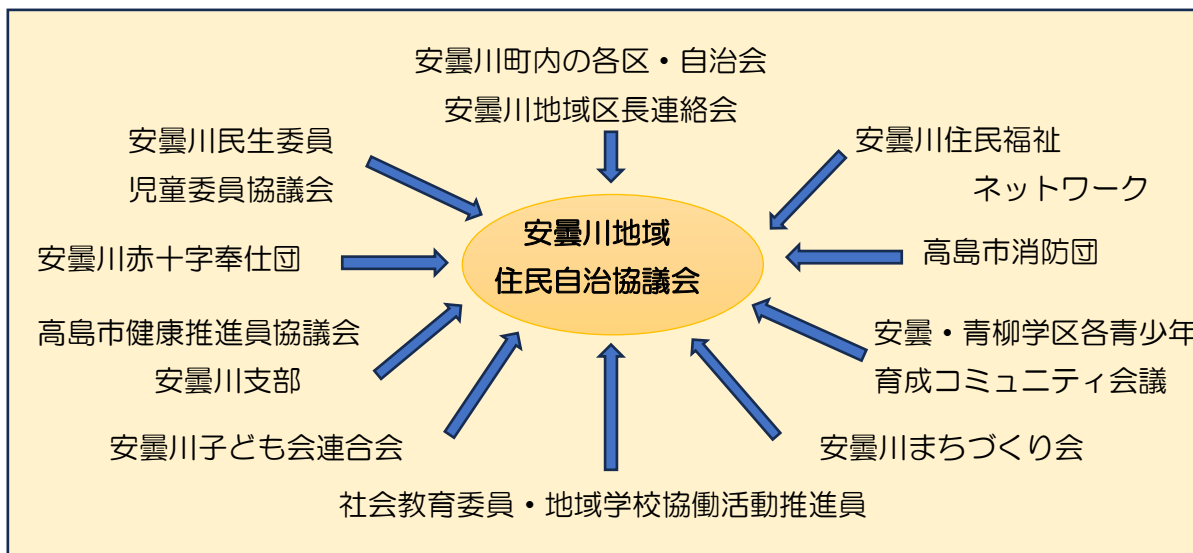 安曇川町内の各区・自治会
安曇川地域区長連絡会
安曇川民生委員
児童委員協議会
安曇川住民福祉
ネットワーク
安曇川地域
住民自治協議会
安曇川赤十字奉仕団
高島市消防団
高島市健康推進員協議会
安曇川支部
安曇・青柳学区各青少年
育成コミュニティ会議
安曇川子ども会連合会
安曇川まちづくり会
社会教育委員・地域学校協働活動推進員